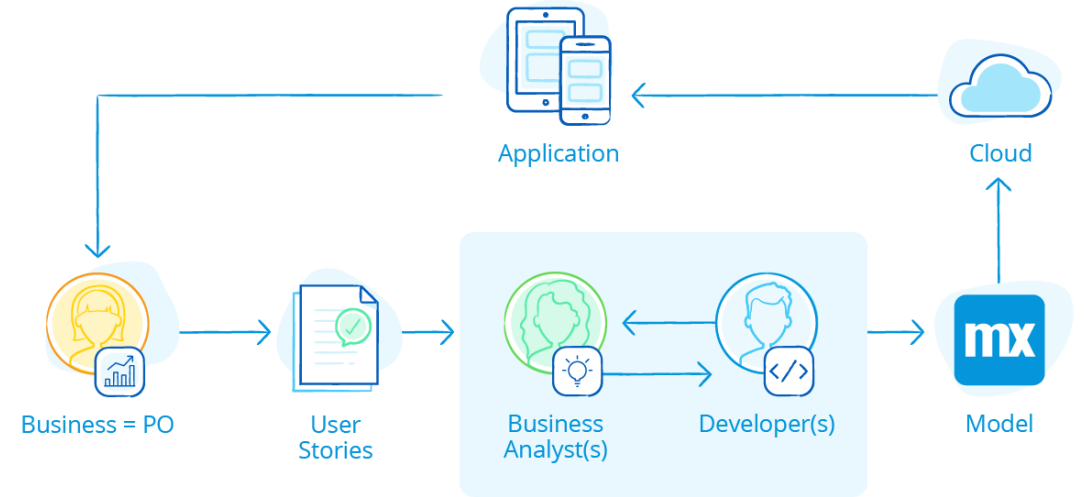 Application
Cloud
mx
Business = PO
User
Stories
Business
Analyst(s)
Developer(s)
Model